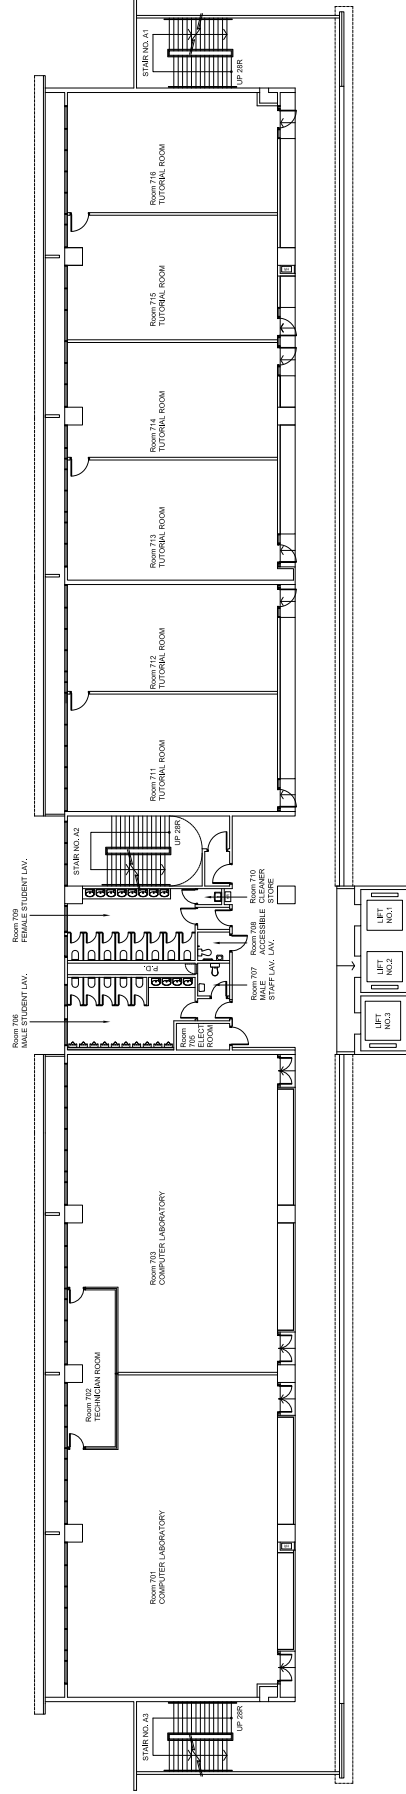 STAIR NO. A1
UP 28R
Room 716
TUTORIAL ROOM
Room 715
TUTORIAL ROOM
Room 714
TUTORIAL ROOM
Room 713
TUTORIAL ROOM
Room 712
TUTORIAL ROOM
Room 711
TUTORIAL ROOM
STAIR NO. A2
UP 28R
Room 709
FEMALE STUDENT LAV.
Room 710
CLEANER
STORE
Room 708
ACCESSIBLE
LAV.
Room 707
MALE
STAFF LAV.
P.D.
Room 706
MALE STUDENT LAV.
Room
705
ELECT
ROOM
LIFT
NO.1
LIFT
NO.2
LIFT
NO.3
Room 703
COMPUTER LABORATORY
Room 702
TECHNICIAN ROOM
Room 701
COMPUTER LABORATORY
STAIR NO. A3
UP 28R